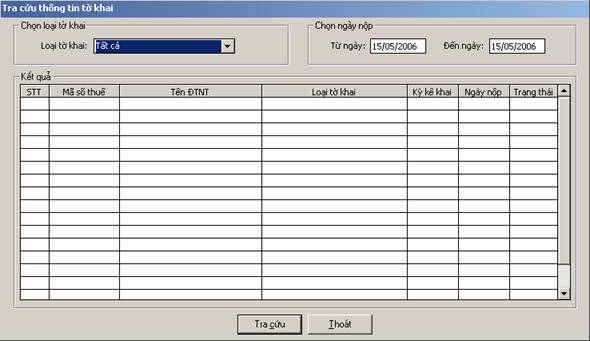 Tra cứu thông tin tờ khai
Chọn loại tờ khai
Chọn ngày nộp
Loại tờ khai: Tất cả
Từ ngày: 15/05/2006 Đến ngày: 15/05/2006
Kết quả
STT Mã số thuế Tên ĐTNT Loại tờ khai Kỳ kê khai Ngày nộp Trạng thái
Tra cứu Thoát